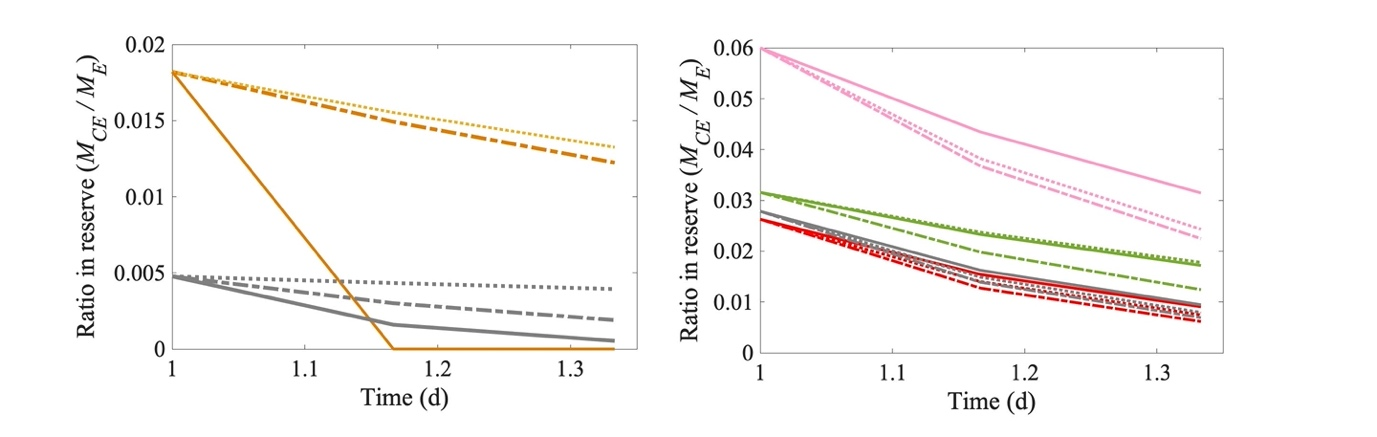 Ratio in reserve (M_CE / M_E)
0.02
0.015
0.01
0.005
0
1 1.1 1.2 1.3
Time (d)
Ratio in reserve (M_CE / M_E)
0.06
0.05
0.04
0.03
0.02
0.01
0
1 1.1 1.2 1.3
Time (d)